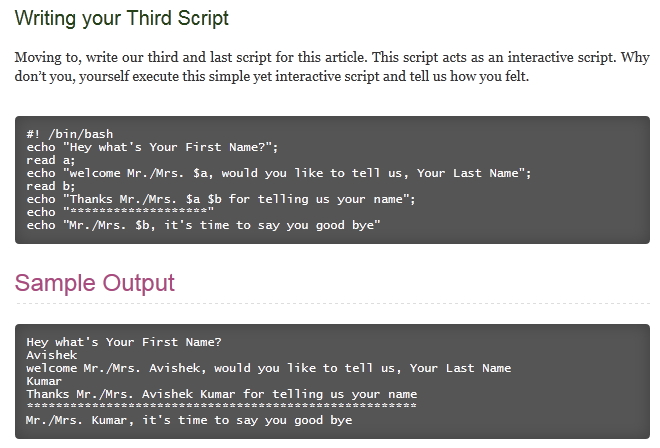 Writing your Third Script
Moving to, write our third and last script for this article. This script acts as an interactive script. Why
don’t you, yourself execute this simple yet interactive script and tell us how you felt.
#! /bin/bash
echo "Hey what's Your First Name?";
read a;
echo "welcome Mr./Mrs. $a, would you like to tell us, Your Last Name";
read b;
echo "Thanks Mr./Mrs. $a $b for telling us your name";
echo "*******************"
echo "Mr./Mrs. $b, it's time to say you good bye"
Sample Output
Hey what's Your First Name?
Avishek
welcome Mr./Mrs. Avishek, would you like to tell us, Your Last Name
Kumar
Thanks Mr./Mrs. Avishek Kumar for telling us your name
******************************************************
Mr./Mrs. Kumar, it's time to say you good bye